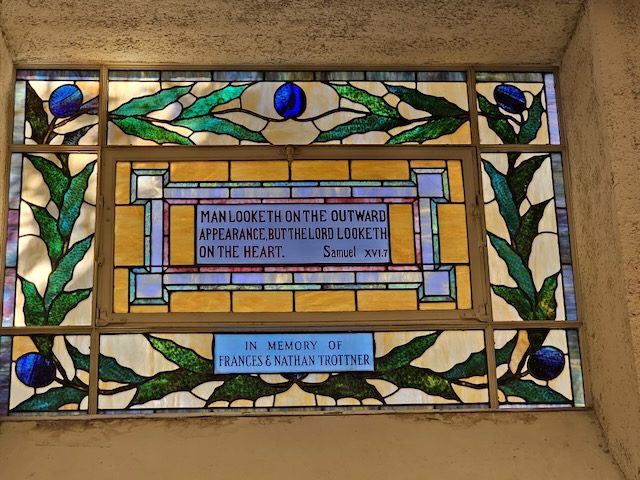 MAN LOOKETH ON THE OUTWARD
APPEARANCE, BUT THE LORD LOOKETH
ON THE HEART. Samuel XVI.7
IN MEMORY OF
FRANCES & NATHAN TROTTNER